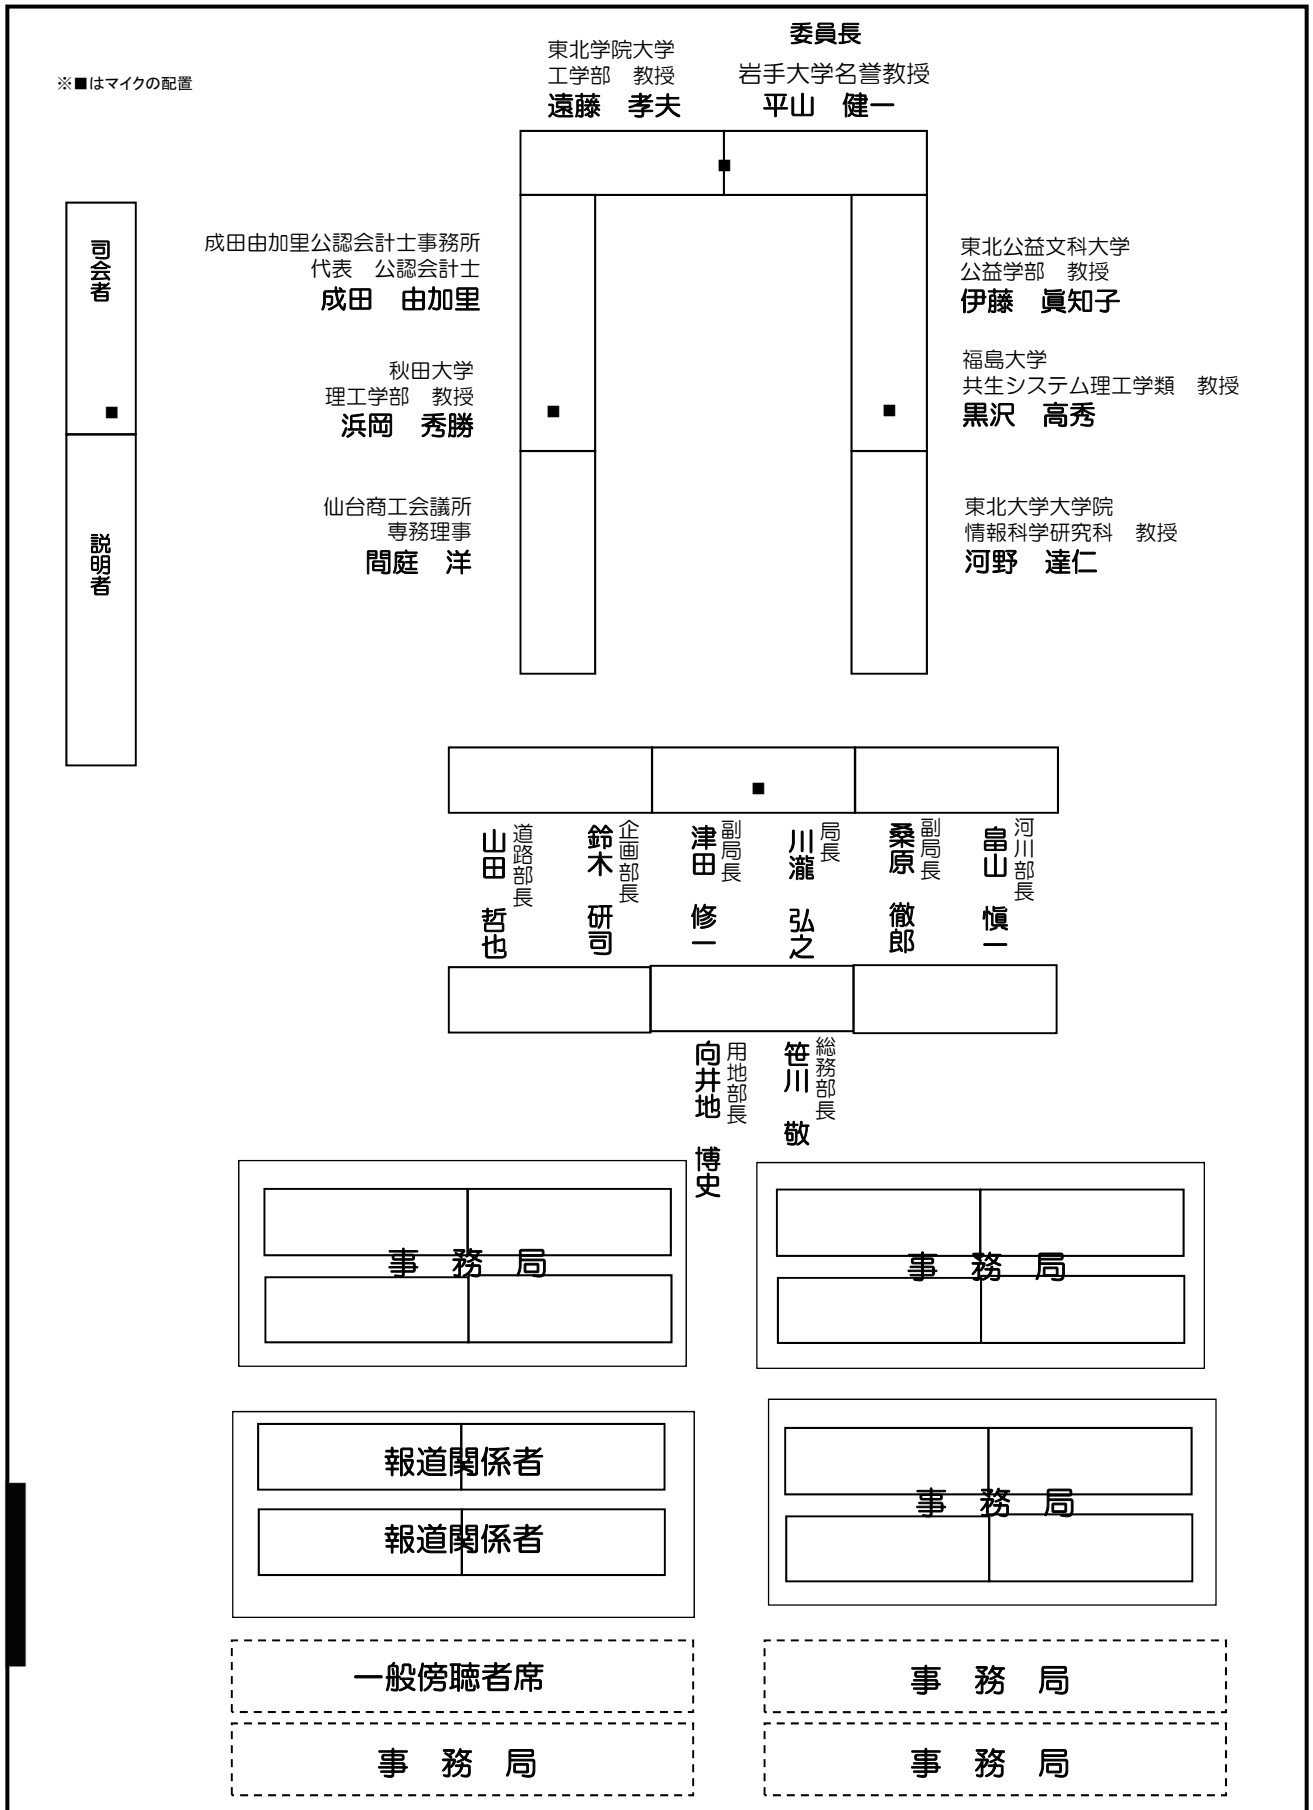 ※■はマイクの配置
東北学院大学
工学部　教授
遠藤　孝夫
委員長
岩手大学名誉教授
平山　健一
司会者
説明者
成田由加里公認会計士事務所
代表　公認会計士
成田　由加里
秋田大学
理工学部　教授
浜岡　秀勝
仙台商工会議所
専務理事
間庭　洋
東北公益文科大学
公益学部　教授
伊藤　眞知子
福島大学
共生システム理工学類　教授
黒沢　高秀
東北大学大学院
情報科学研究科　教授
河野　達仁
道路部長
山田　哲也
企画部長
鈴木　研司
副局長
津田　修一
局長
川瀧　弘之
副局長
桑原　徹郎
河川部長
畠山　愼一
用地部長
向井地　博史
総務部長
笹川　敬
事　務　局
事　務　局
報道関係者
報道関係者
事　務　局
一般傍聴者席
事　務　局
事　務　局
事　務　局